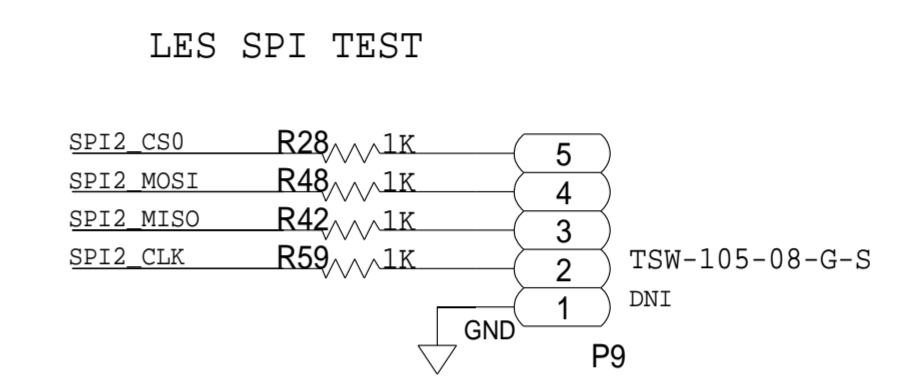 LES SPI TEST
SPI2_CS0 R28 1K 5
SPI2_MOSI R48 1K 4
SPI2_MISO R42 1K 3
SPI2_CLK R59 1K 2 TSW-105-08-G-S
GND 1 DNI
P9